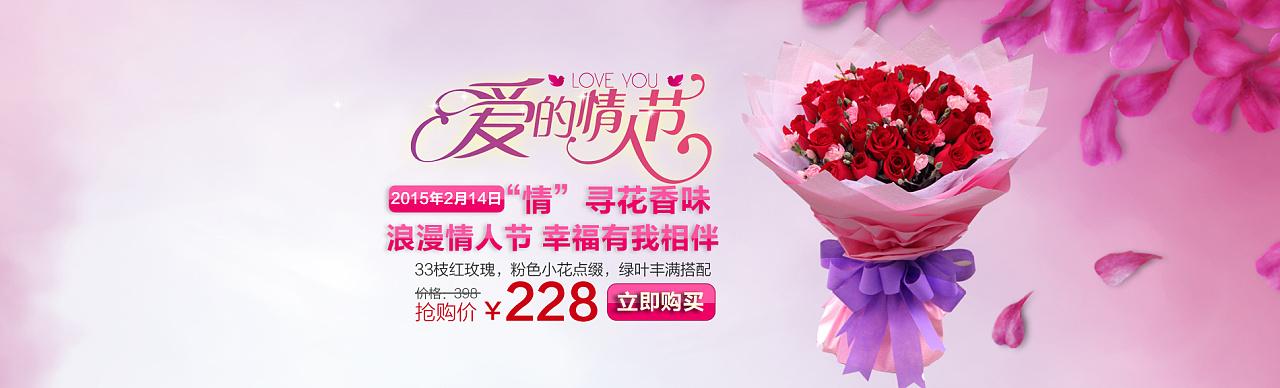 LOVE YOU
爱的情人节
2015年2月14日“情”寻花香味
浪漫情人节 幸福有我相伴
33枝红玫瑰，粉色小花点缀，绿叶丰满搭配
价格：398
抢购价 ¥228 立即购买